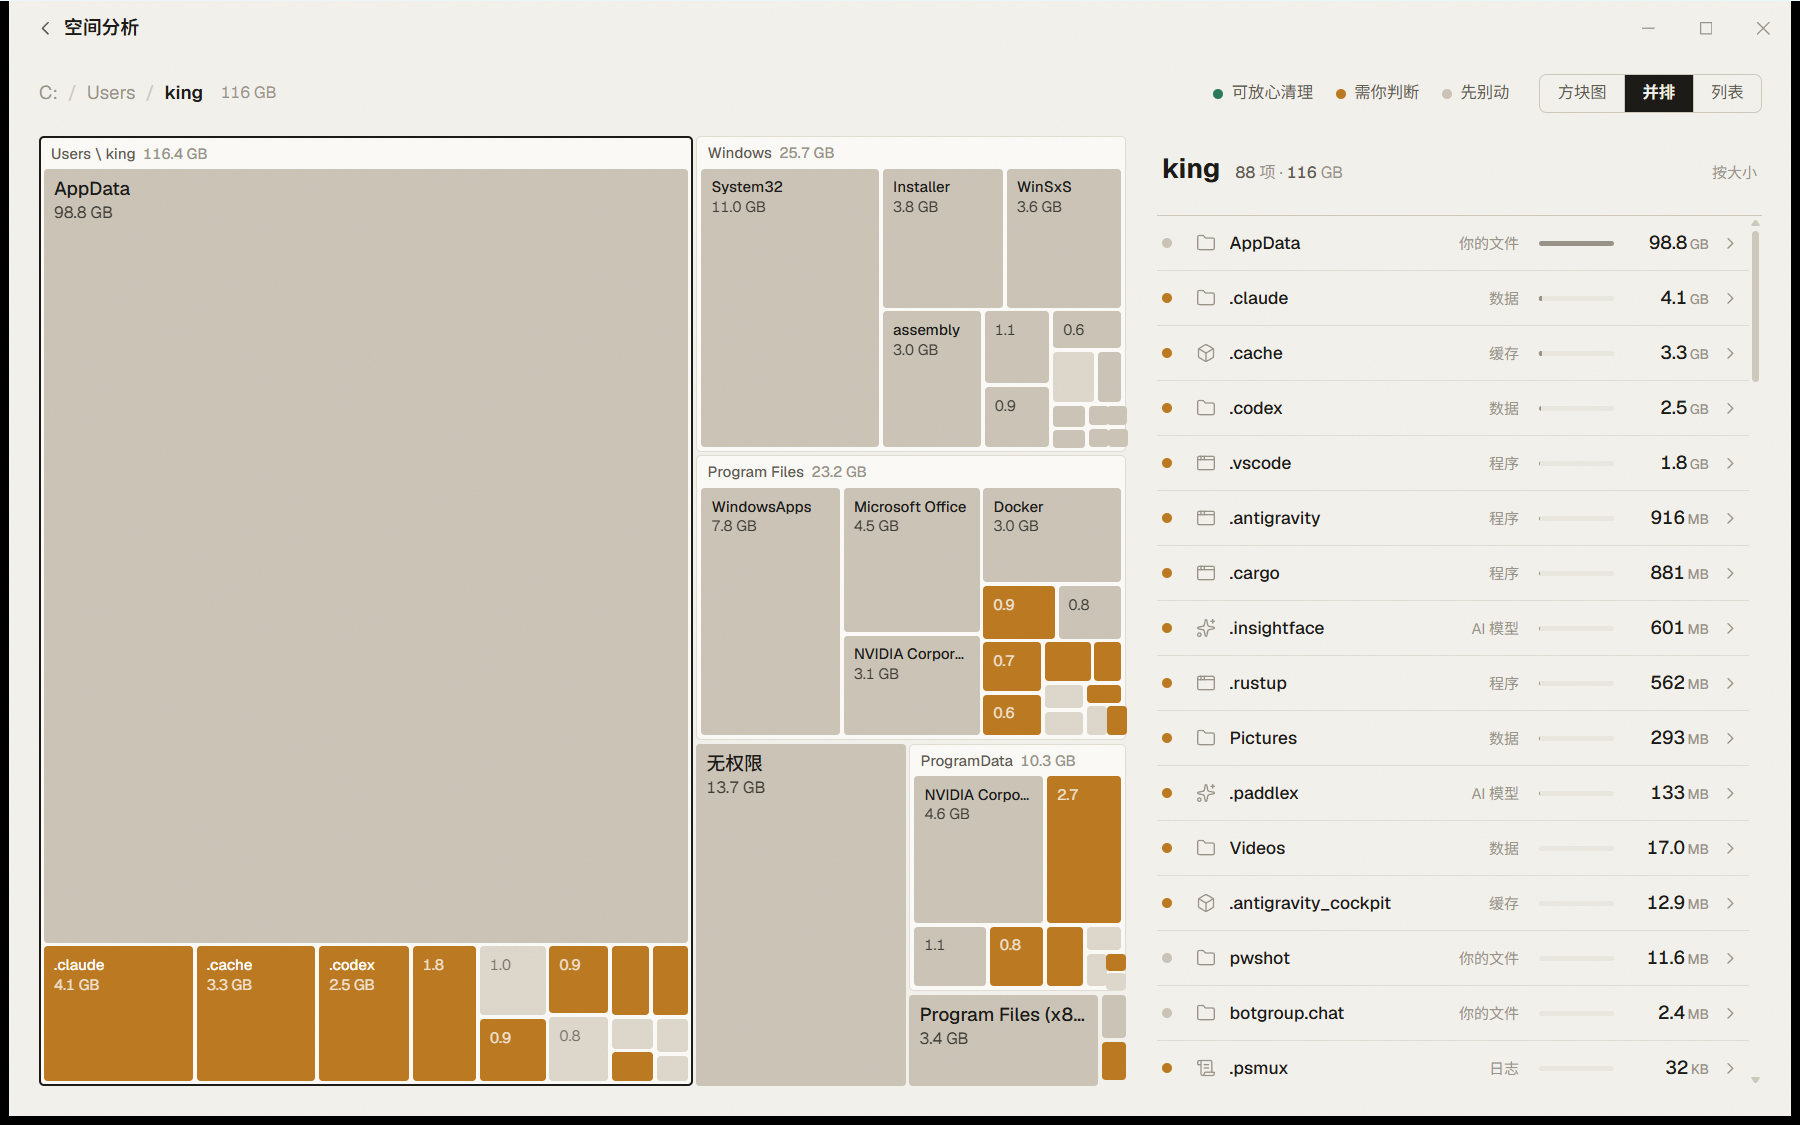 空间分析
C: / Users / king 116 GB
可放心清理 需你判断 先别动
方块图 并排 列表
Users \ king 116.4 GB
AppData
98.8 GB
.claude
4.1 GB
.cache
3.3 GB
.codex
2.5 GB
1.8
1.0
0.9
0.9
0.8
Windows 25.7 GB
System32
11.0 GB
Installer
3.8 GB
WinSxS
3.6 GB
assembly
3.0 GB
1.1
0.6
0.9
Program Files 23.2 GB
WindowsApps
7.8 GB
Microsoft Office
4.5 GB
Docker
3.0 GB
0.9
0.8
NVIDIA Corpor...
3.1 GB
0.7
0.6
无权限
13.7 GB
ProgramData 10.3 GB
NVIDIA Corpo...
4.6 GB
2.7
1.1
0.8
Program Files (x8...
3.4 GB
king 88 项 · 116 GB 按大小
AppData 你的文件 98.8 GB
.claude 数据 4.1 GB
.cache 缓存 3.3 GB
.codex 数据 2.5 GB
.vscode 程序 1.8 GB
.antigravity 程序 916 MB
.cargo 程序 881 MB
.insightface AI 模型 601 MB
.rustup 程序 562 MB
Pictures 数据 293 MB
.paddlex AI 模型 133 MB
Videos 数据 17.0 MB
.antigravity_cockpit 缓存 12.9 MB
pwshot 你的文件 11.6 MB
botgroup.chat 你的文件 2.4 MB
.psmux 日志 32 KB